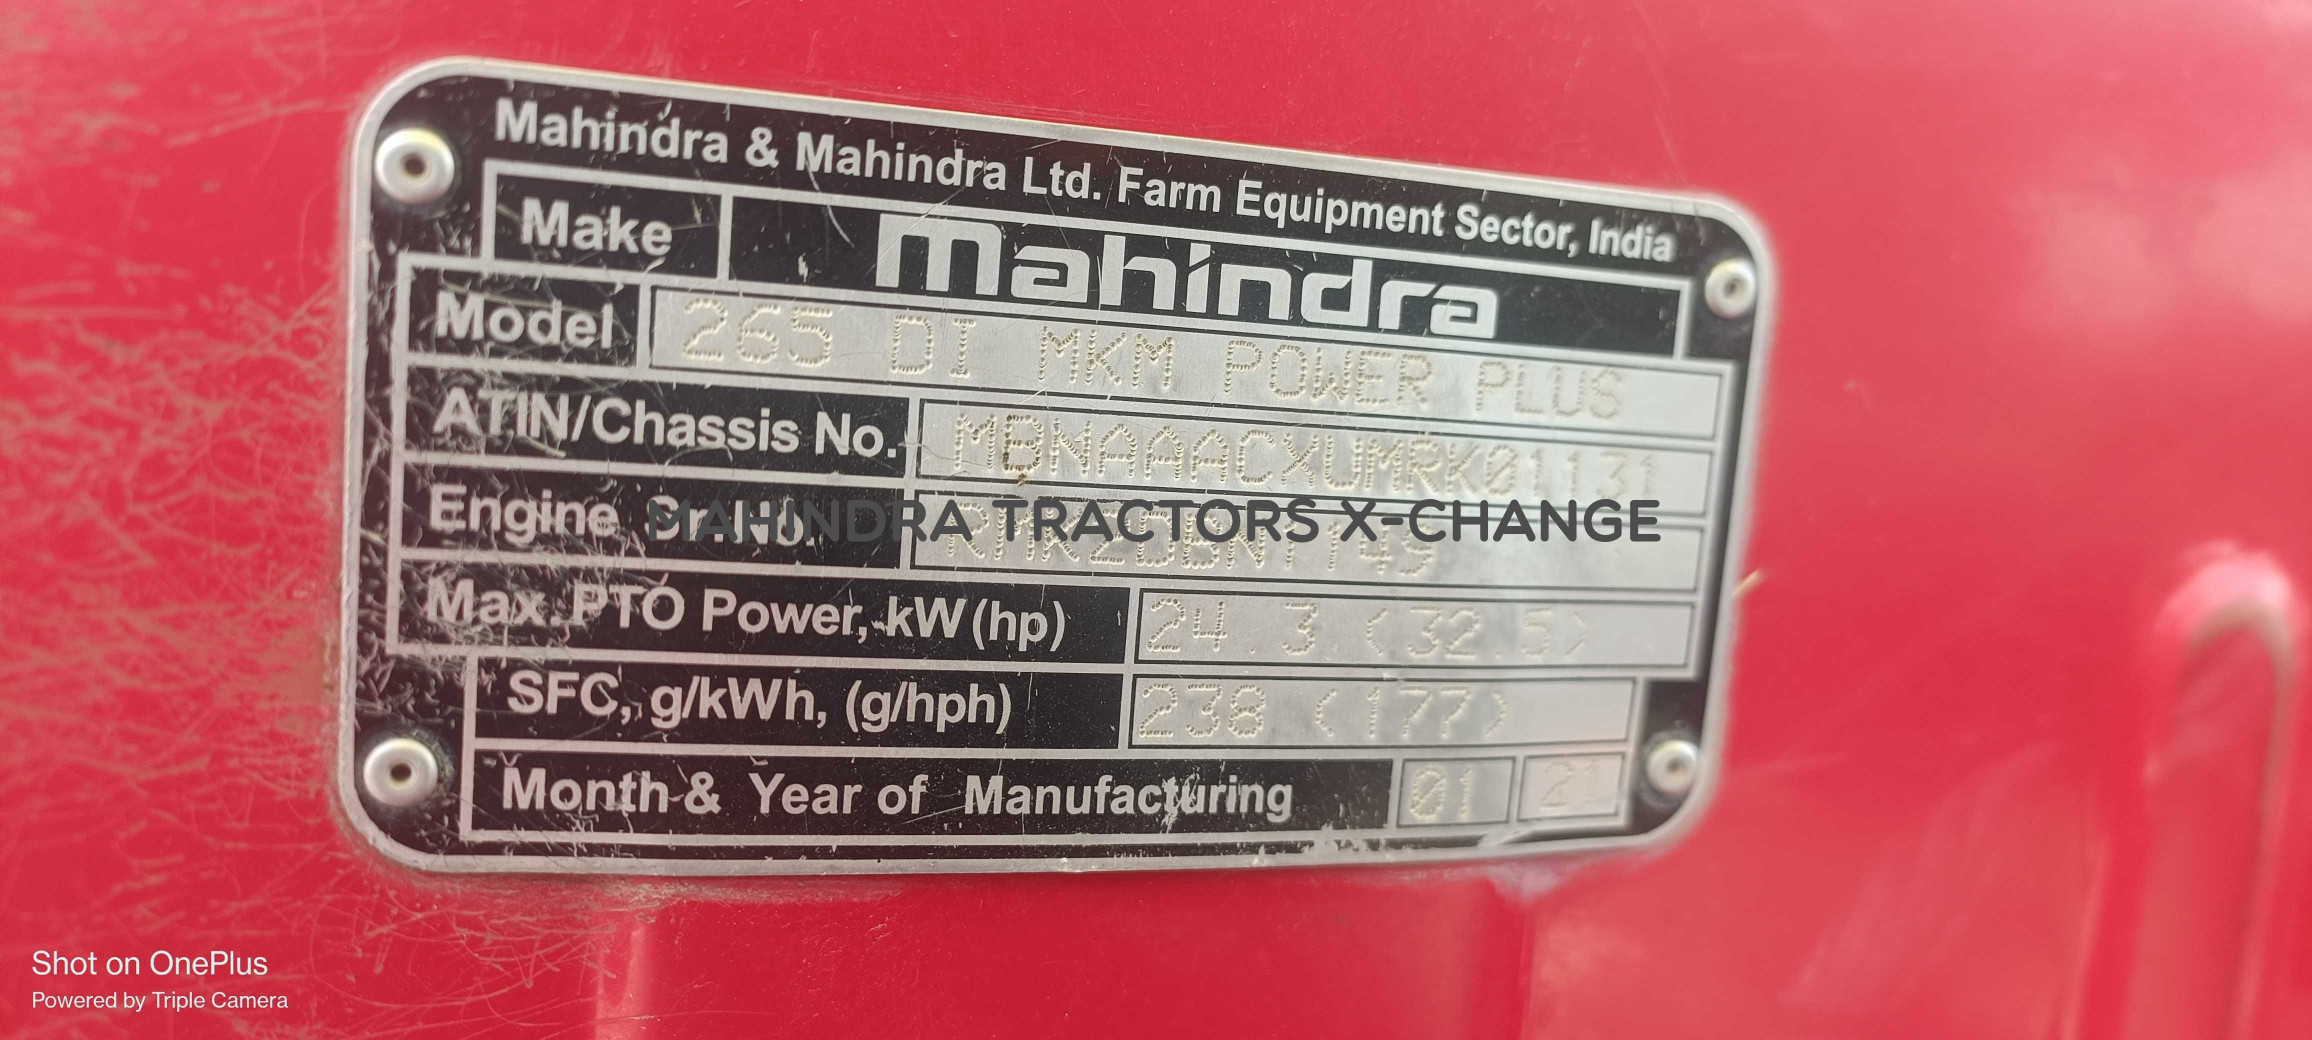 Mahindra & Mahindra Ltd. Farm Equipment Sector, India
Make mahindra
Model 265 DI MKM POWER PLUS
ATIN/Chassis No. MBNAAACXUMRK01131
Engine Sr.No.
MAHINDRA TRACTORS X-CHANGE
Max.PTO Power, kW (hp) 24.3 (32.5)
SFC, g/kWh, (g/hph) 238 (177)
Month & Year of Manufacturing 01 21
Shot on OnePlus
Powered by Triple Camera